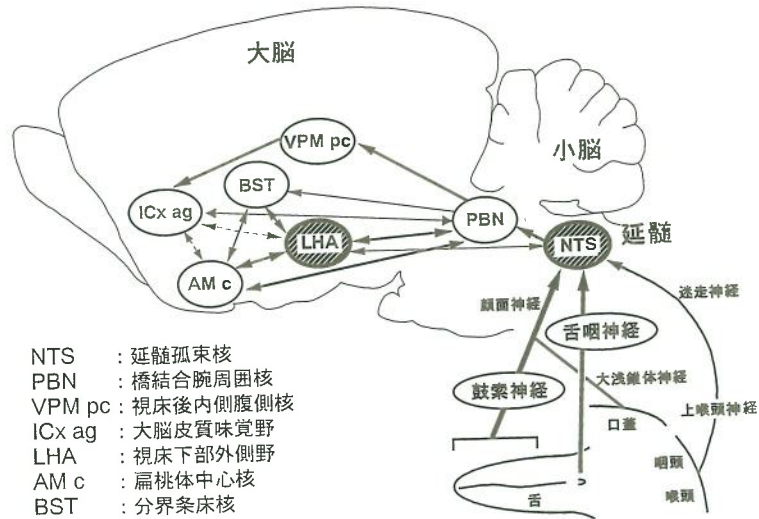 大脳
小脳
VPM pc
BST
ICx ag
PBN
LHA
NTS
延髄
AM c
顔面神経
迷走神経
舌咽神経
大浅錐体神経
鼓索神経
上喉頭神経
口蓋
咽頭
喉頭
舌
NTS :延髄孤束核
PBN :橋結合腕周囲核
VPM pc :視床後内側腹側核
ICx ag :大脳皮質味覚野
LHA :視床下部外側野
AM c :扁桃体中心核
BST :分界条床核